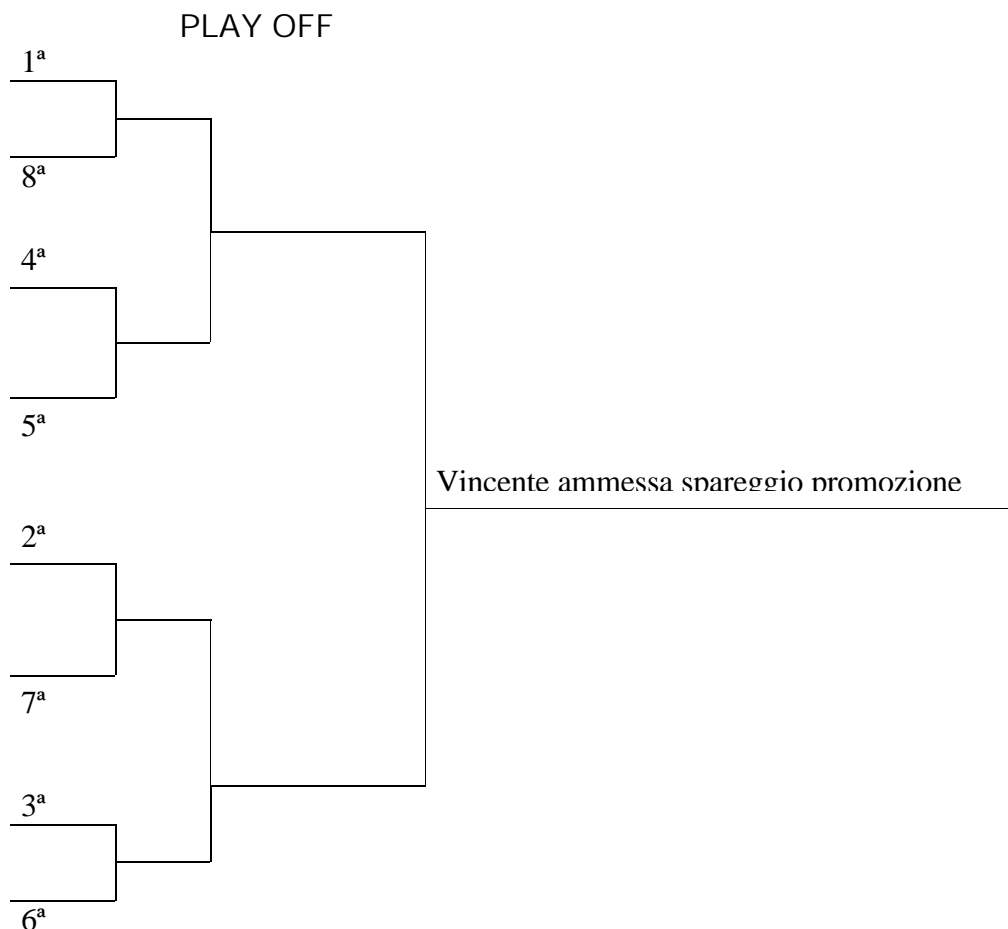 PLAY OFF
1ª
8ª
4ª
5ª
Vincente ammessa spareggio promozione
2ª
7ª
3ª
6ª